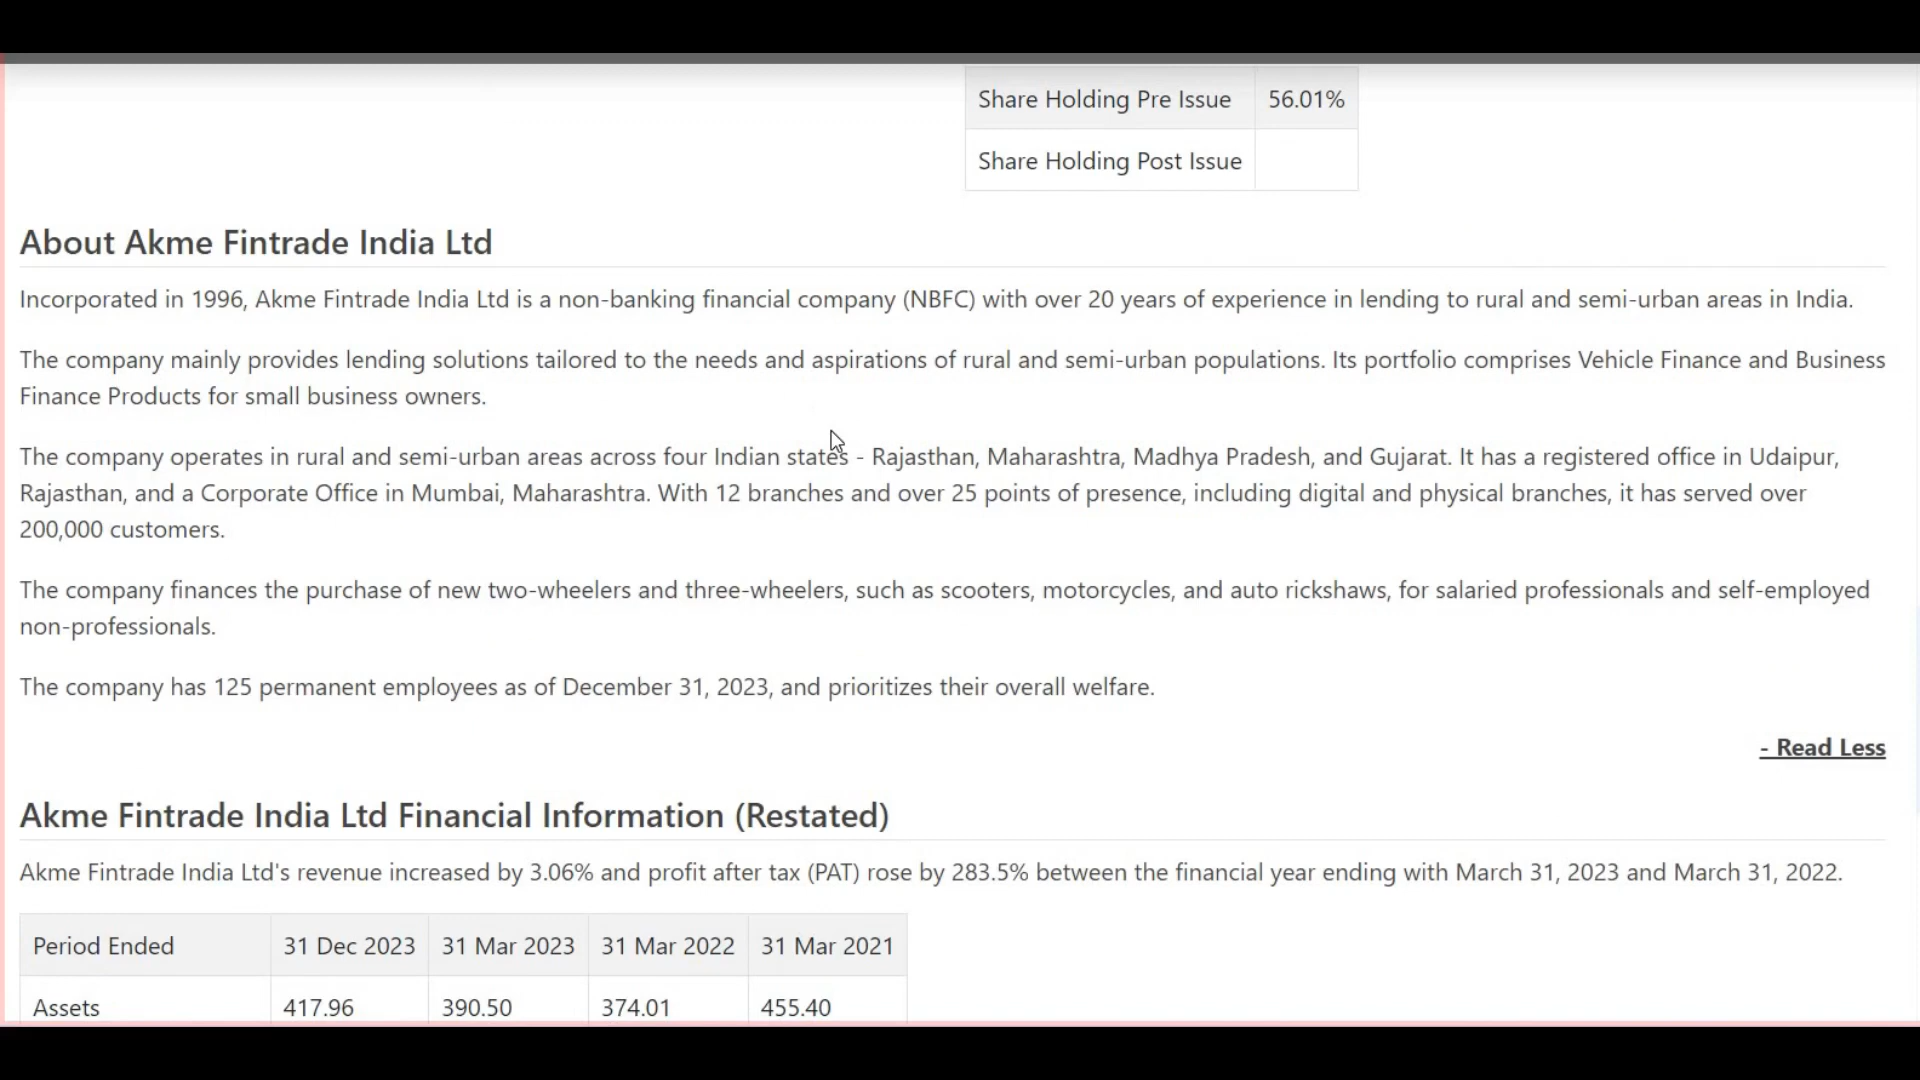 Share Holding Pre Issue 56.01%
Share Holding Post Issue
About Akme Fintrade India Ltd
Incorporated in 1996, Akme Fintrade India Ltd is a non-banking financial company (NBFC) with over 20 years of experience in lending to rural and semi-urban areas in India.
The company mainly provides lending solutions tailored to the needs and aspirations of rural and semi-urban populations. Its portfolio comprises Vehicle Finance and Business
Finance Products for small business owners.
The company operates in rural and semi-urban areas across four Indian states - Rajasthan, Maharashtra, Madhya Pradesh, and Gujarat. It has a registered office in Udaipur,
Rajasthan, and a Corporate Office in Mumbai, Maharashtra. With 12 branches and over 25 points of presence, including digital and physical branches, it has served over
200,000 customers.
The company finances the purchase of new two-wheelers and three-wheelers, such as scooters, motorcycles, and auto rickshaws, for salaried professionals and self-employed
non-professionals.
The company has 125 permanent employees as of December 31, 2023, and prioritizes their overall welfare.
- Read Less
Akme Fintrade India Ltd Financial Information (Restated)
Akme Fintrade India Ltd's revenue increased by 3.06% and profit after tax (PAT) rose by 283.5% between the financial year ending with March 31, 2023 and March 31, 2022.
Period Ended 31 Dec 2023 31 Mar 2023 31 Mar 2022 31 Mar 2021
Assets 417.96 390.50 374.01 455.40